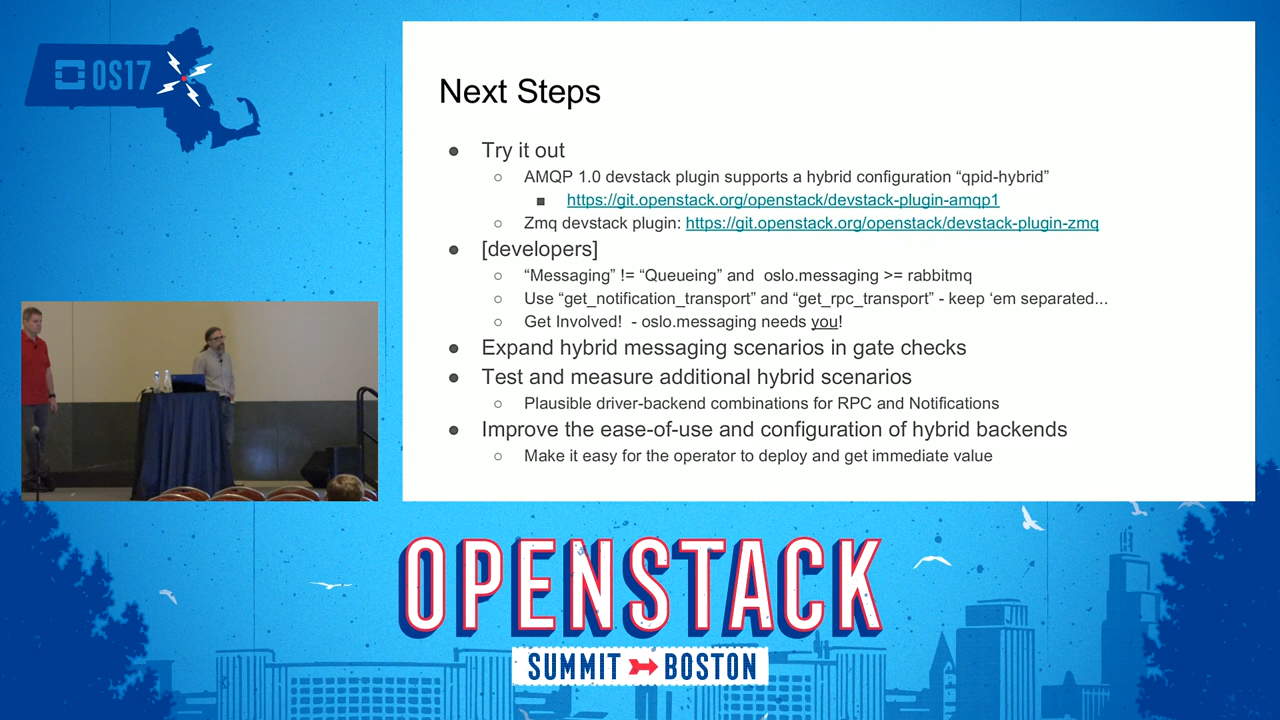 OS17
Next Steps
● Try it out
○ AMQP 1.0 devstack plugin supports a hybrid configuration “qpid-hybrid”
■ https://git.openstack.org/openstack/devstack-plugin-amqp1
○ Zmq devstack plugin: https://git.openstack.org/openstack/devstack-plugin-zmq
● [developers]
○ “Messaging” != “Queueing” and  oslo.messaging >= rabbitmq
○ Use “get_notification_transport” and “get_rpc_transport” - keep ‘em separated...
○ Get Involved!  - oslo.messaging needs you!
● Expand hybrid messaging scenarios in gate checks
● Test and measure additional hybrid scenarios
○ Plausible driver-backend combinations for RPC and Notifications
● Improve the ease-of-use and configuration of hybrid backends
○ Make it easy for the operator to deploy and get immediate value
OPENSTACK
SUMMIT BOSTON